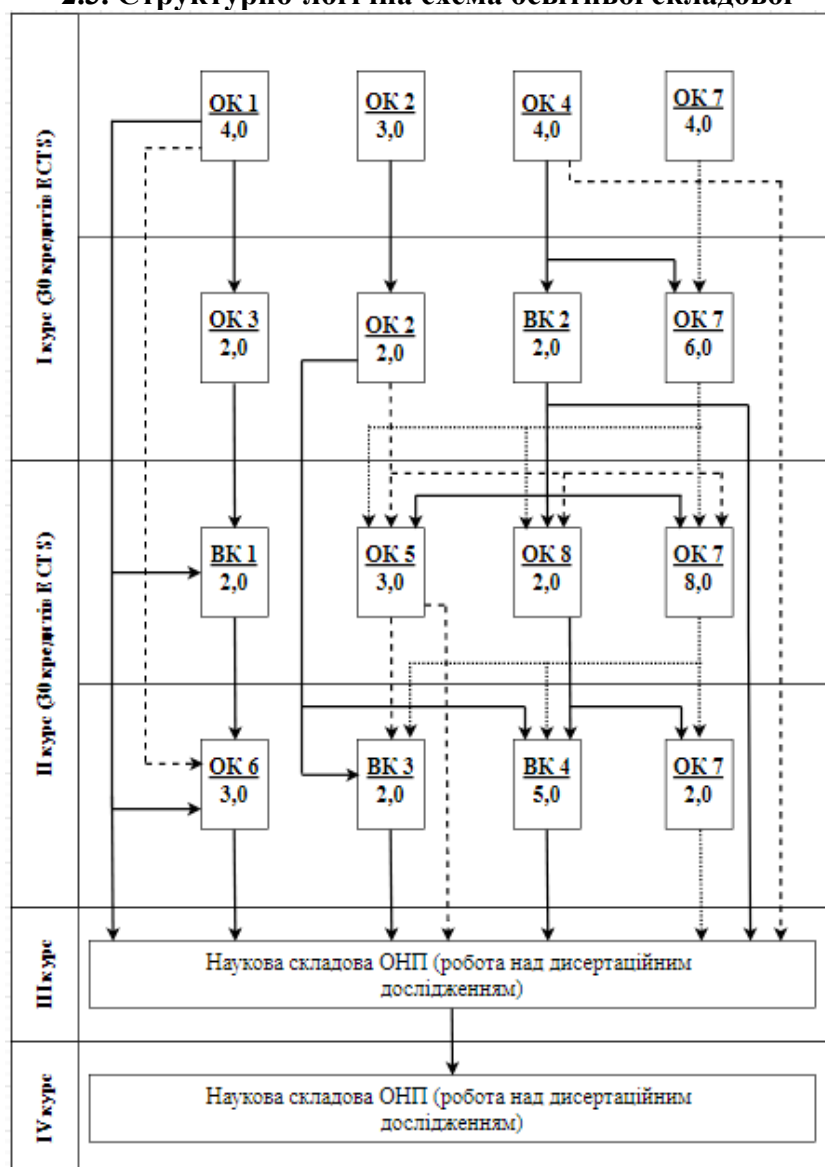 2.3. Структурно-логічна схема освітньої складової
І курс (30 кредитів ECTS)
ОК 1
4,0
ОК 2
3,0
ОК 4
4,0
ОК 7
4,0
ОК 3
2,0
ОК 2
2,0
ВК 2
2,0
ОК 7
6,0
ІІ курс (30 кредитів ECTS)
ВК 1
2,0
ОК 5
3,0
ОК 8
2,0
ОК 7
8,0
ОК 6
3,0
ВК 3
2,0
ВК 4
5,0
ОК 7
2,0
ІІІ курс
Наукова складова ОНП (робота над дисертаційним
дослідженням)
IV курс
Наукова складова ОНП (робота над дисертаційним
дослідженням)